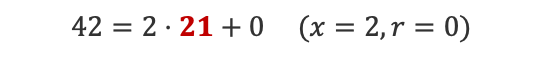 42 = 2 · 21 + 0 (x = 2, r = 0)